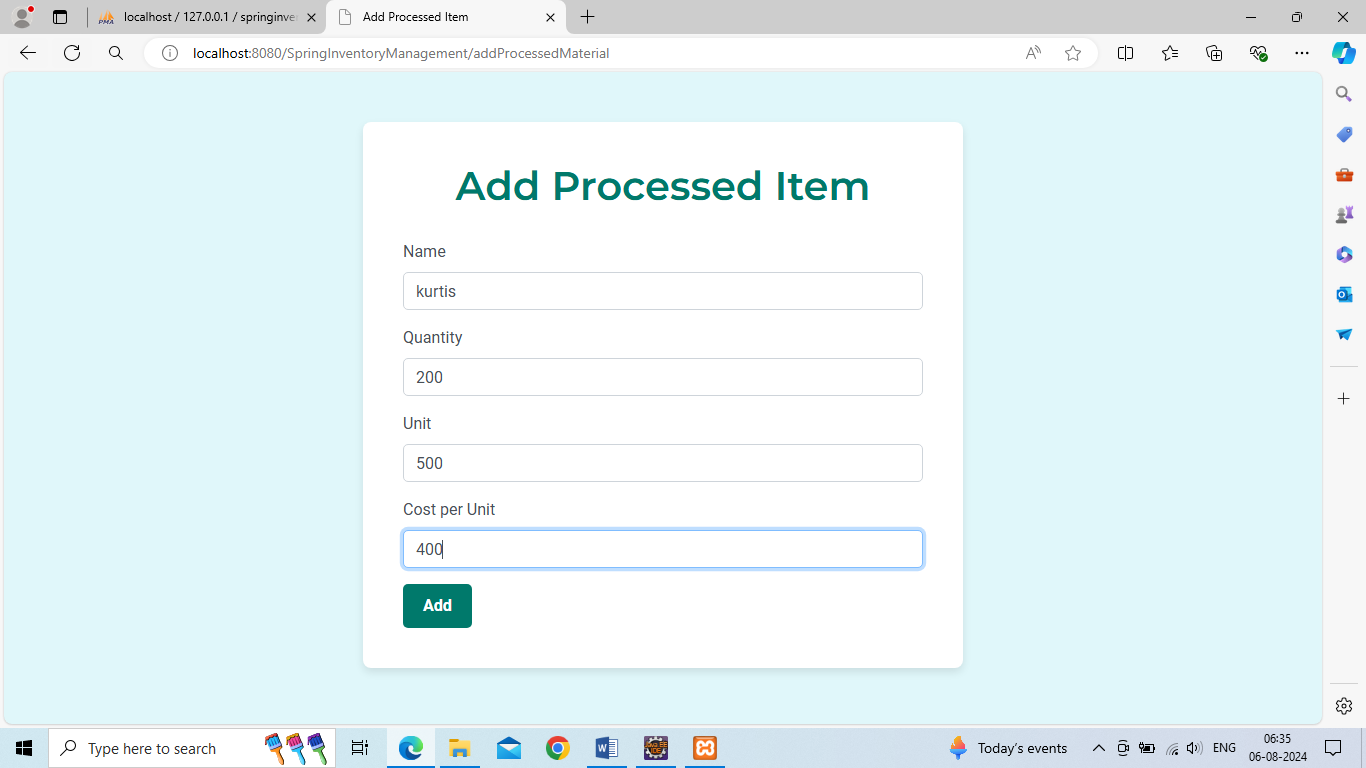 localhost / 127.0.0.1 / springinve
Add Processed Item
localhost:8080/SpringInventoryManagement/addProcessedMaterial
Add Processed Item
Name
kurtis
Quantity
200
Unit
500
Cost per Unit
400
Add
Type here to search
Today's events
ENG
06:35
06-08-2024